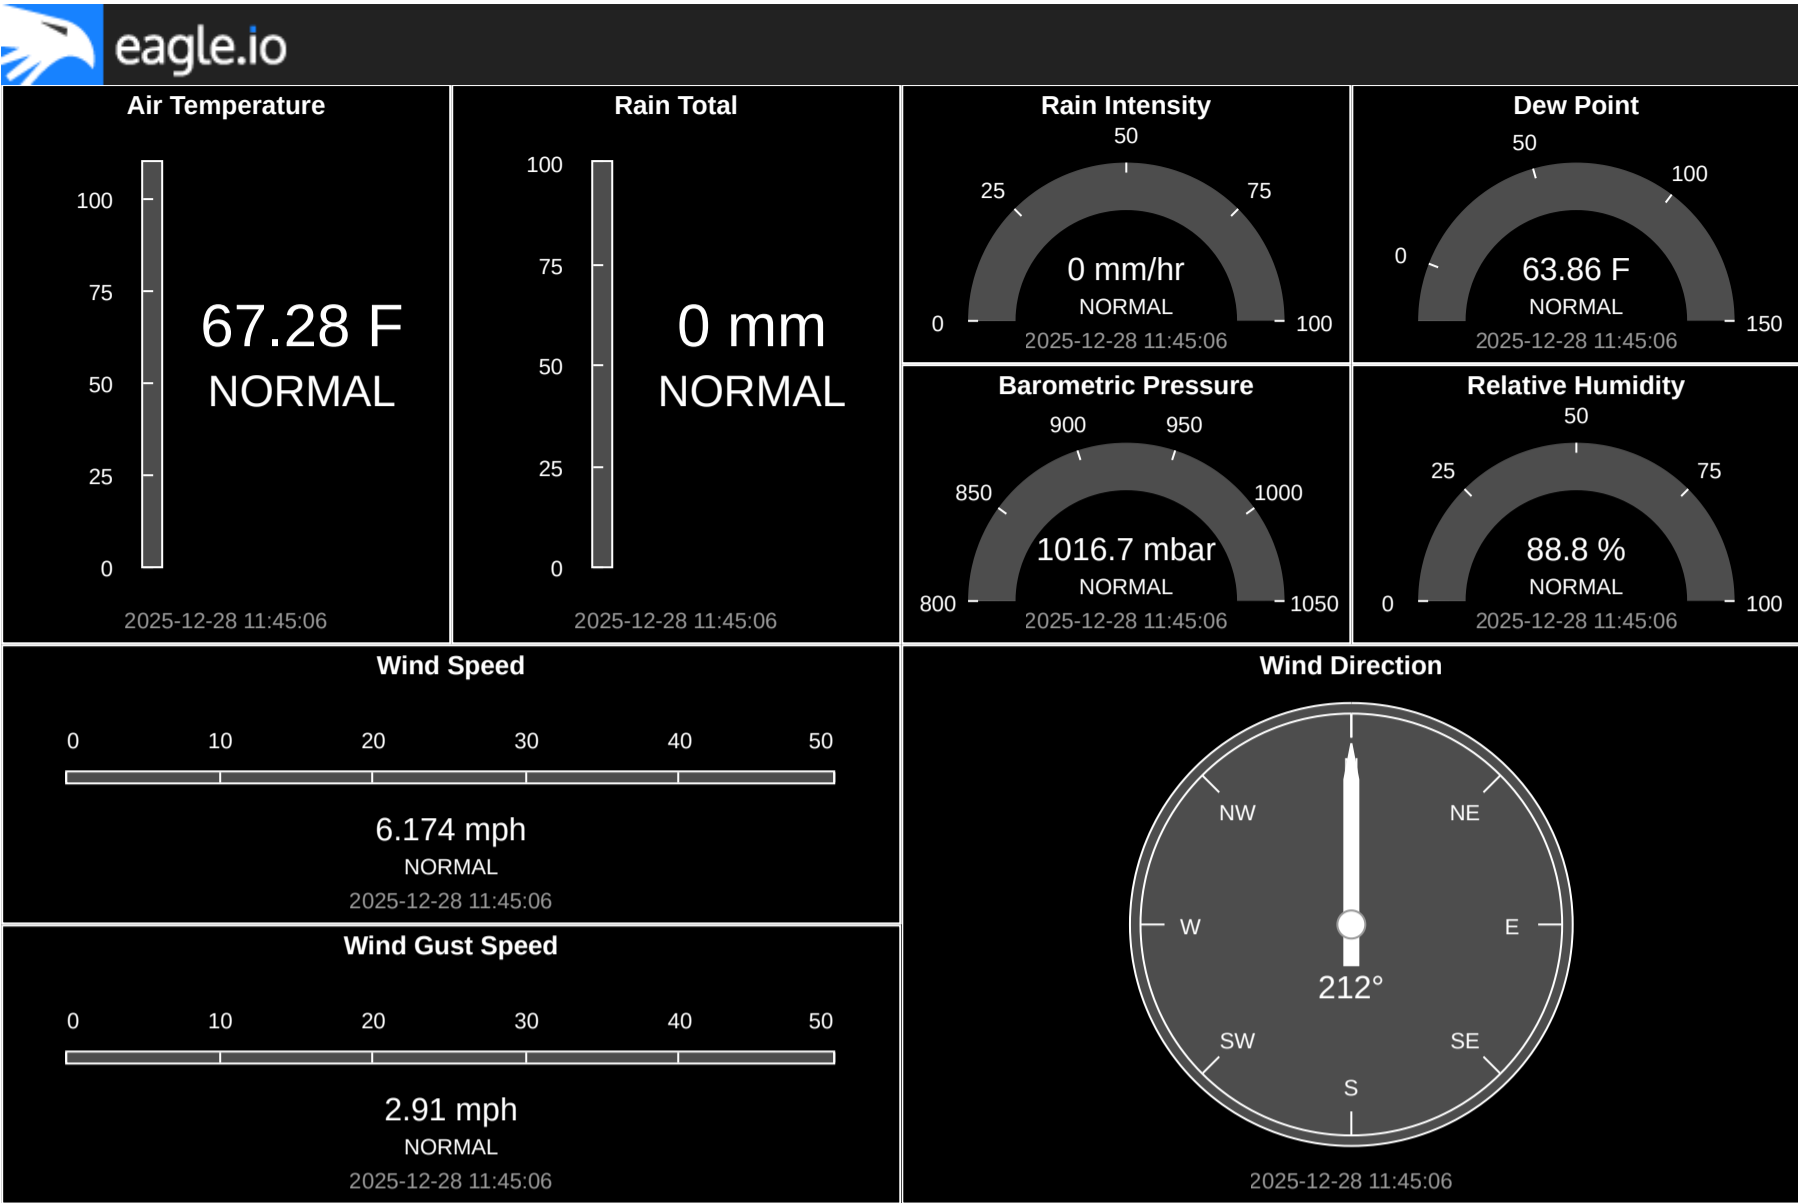 eagle.io
Air Temperature
100
75
50
25
0
67.28 F
NORMAL
2025-12-28 11:45:06
Rain Total
100
75
50
25
0
0 mm
NORMAL
2025-12-28 11:45:06
Rain Intensity
0
25
50
75
100
0 mm/hr
NORMAL
2025-12-28 11:45:06
Dew Point
0
50
100
150
63.86 F
NORMAL
2025-12-28 11:45:06
Barometric Pressure
800
850
900
950
1000
1050
1016.7 mbar
NORMAL
2025-12-28 11:45:06
Relative Humidity
0
25
50
75
100
88.8 %
NORMAL
2025-12-28 11:45:06
Wind Speed
0 10 20 30 40 50
6.174 mph
NORMAL
2025-12-28 11:45:06
Wind Gust Speed
0 10 20 30 40 50
2.91 mph
NORMAL
2025-12-28 11:45:06
Wind Direction
NW NE
W E
212°
SW SE
S
2025-12-28 11:45:06